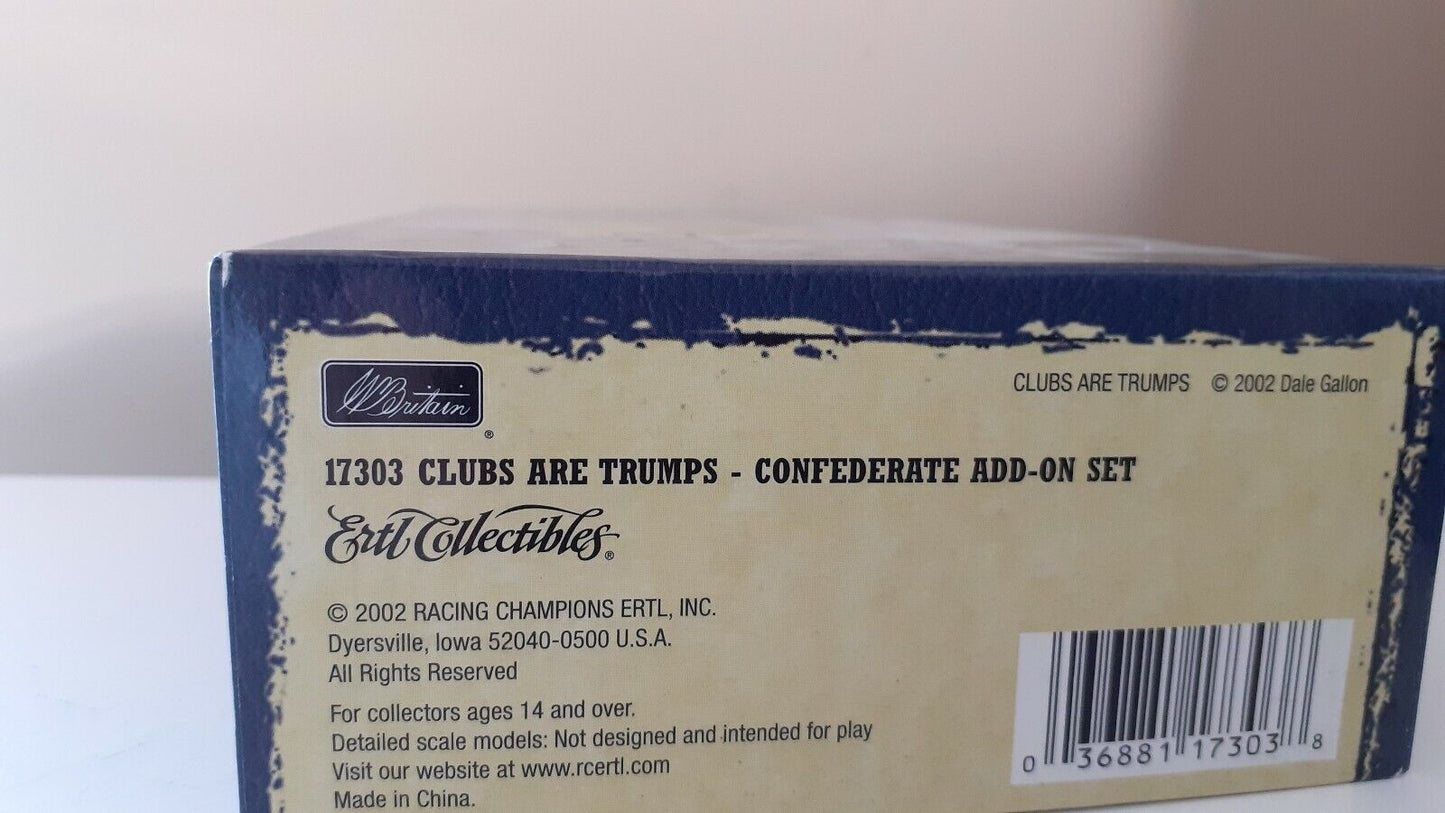 W Britain ®
CLUBS ARE TRUMPS © 2002 Dale Gallon
17303 CLUBS ARE TRUMPS - CONFEDERATE ADD-ON SET
Ertl Collectibles®
© 2002 RACING CHAMPIONS ERTL, INC.
Dyersville, Iowa 52040-0500 U.S.A.
All Rights Reserved
For collectors ages 14 and over.
Detailed scale models: Not designed and intended for play
Visit our website at www.rcertl.com
Made in China.
0 36881 17303 8